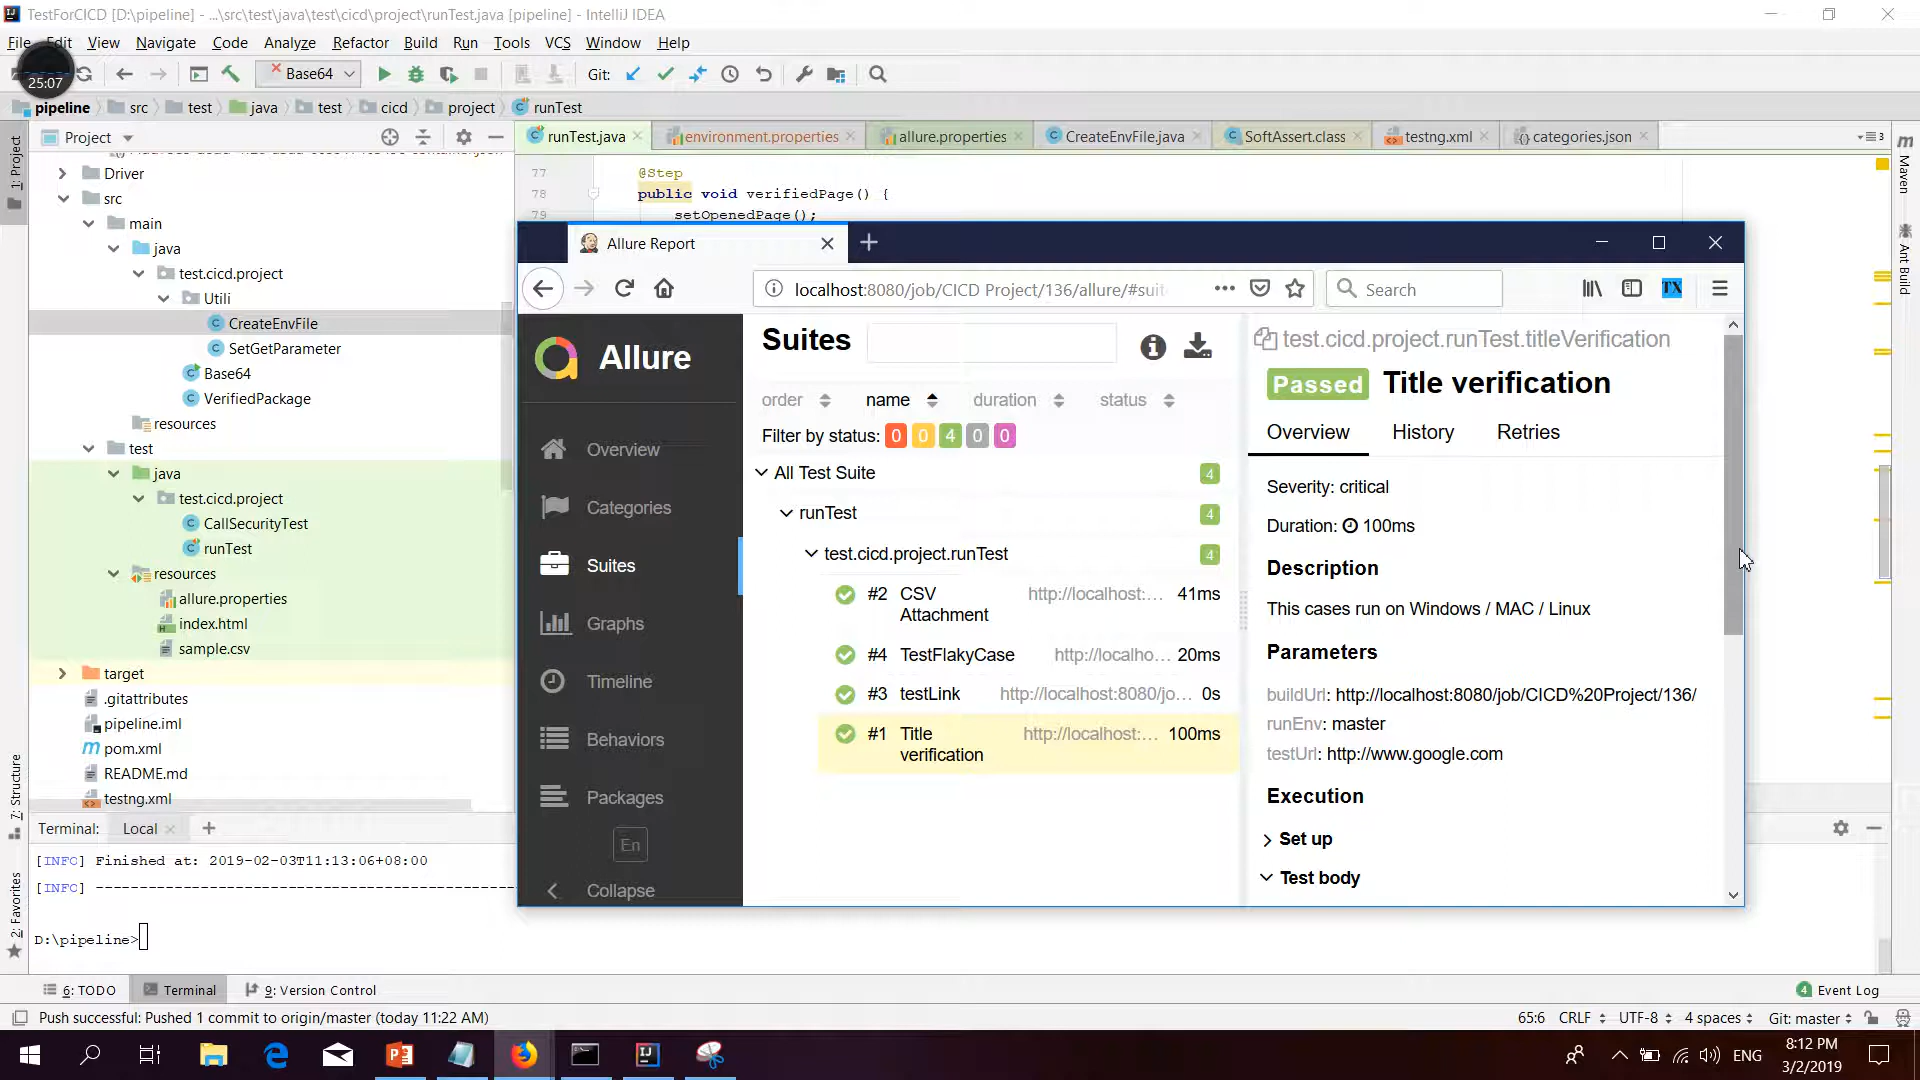 TestForCICD [D:\pipeline] - ...\src\test\java\test\cicd\project\runTest.java [pipeline] - IntelliJ IDEA
File Edit View Navigate Code Analyze Refactor Build Run Tools VCS Window Help
25:07
Base64
Git:
pipeline src test java test cicd project runTest
Project
runTest.java environment.properties allure.properties CreateEnvFile.java SoftAssert.class testng.xml categories.json
3
1: Project
7: Structure
2: Favorites
Maven
Ant Build
Driver
src
main
java
test.cicd.project
Utili
CreateEnvFile
SetGetParameter
Base64
VerifiedPackage
resources
test
java
test.cicd.project
CallSecurityTest
runTest
resources
allure.properties
index.html
sample.csv
target
.gitattributes
pipeline.iml
pom.xml
README.md
testng.xml
77 @Step
78 public void verifiedPage() {
79 setOpenedPage();
Allure Report
localhost:8080/job/CICD Project/136/allure/#suit
Search
TX
Allure
Overview
Categories
Suites
Graphs
Timeline
Behaviors
Packages
En
Collapse
Suites
order name duration status
Filter by status: 0 0 4 0 0
All Test Suite 4
runTest 4
test.cicd.project.runTest 4
#2 CSV Attachment http://localhost:... 41ms
#4 TestFlakyCase http://localho... 20ms
#3 testLink http://localhost:8080/jo... 0s
#1 Title verification http://localhost:... 100ms
test.cicd.project.runTest.titleVerification
Passed Title verification
Overview History Retries
Severity: critical
Duration: 100ms
Description
This cases run on Windows / MAC / Linux
Parameters
buildUrl: http://localhost:8080/job/CICD%20Project/136/
runEnv: master
testUrl: http://www.google.com
Execution
Set up
Test body
Terminal: Local
[INFO] Finished at: 2019-02-03T11:13:06+08:00
[INFO] ------------------------------------------------
D:\pipeline>
6: TODO Terminal 9: Version Control
4 Event Log
Push successful: Pushed 1 commit to origin/master (today 11:22 AM)
65:6 CRLF UTF-8 4 spaces Git: master
ENG
8:12 PM
3/2/2019